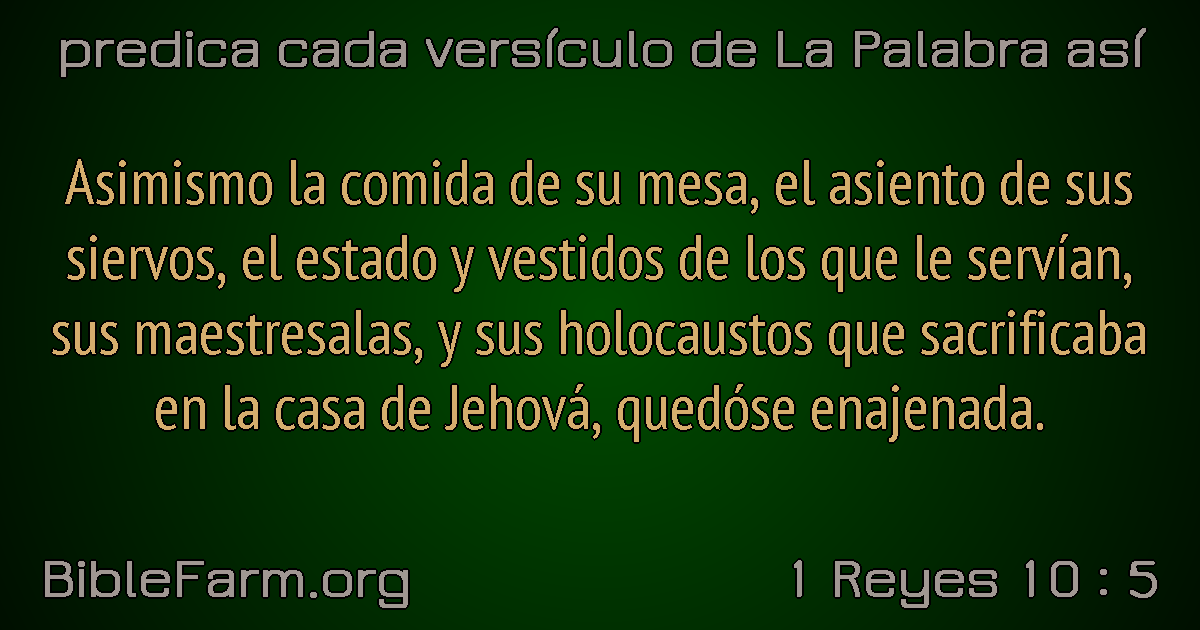 predica cada versículo de La Palabra así
Asimismo la comida de su mesa, el asiento de sus
siervos, el estado y vestidos de los que le servían,
sus maestresalas, y sus holocaustos que sacrificaba
en la casa de Jehová, quedóse enajenada.
BibleFarm.org
1 Reyes 10 : 5